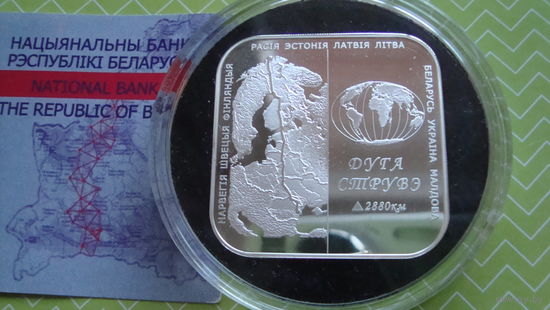 НАЦЫЯНАЛЬНЫ БАНК
РЭСПУБЛІКІ БЕЛАРУС
NATIONAL BANK
THE REPUBLIC OF B
НАРВЕГІЯ ШВЕЦЫЯ ФІНЛЯНДЫЯ
РАСІЯ ЭСТОНІЯ ЛАТВІЯ ЛІТВА
БЕЛАРУСЬ УКРАІНА МАЛДОВА
ДУГА
СТРУВЭ
2880км